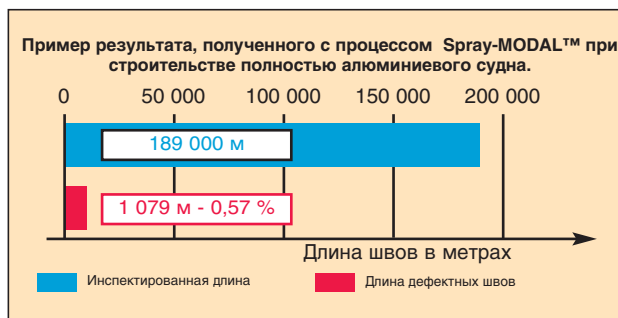 Пример результата, полученного с процессом Spray-MODAL™ при
строительстве полностью алюминиевого судна.
0 50 000 100 000 150 000 200 000
189 000 м
1 079 м - 0,57 %
Длина швов в метрах
Инспектированная длина Длина дефектных швов